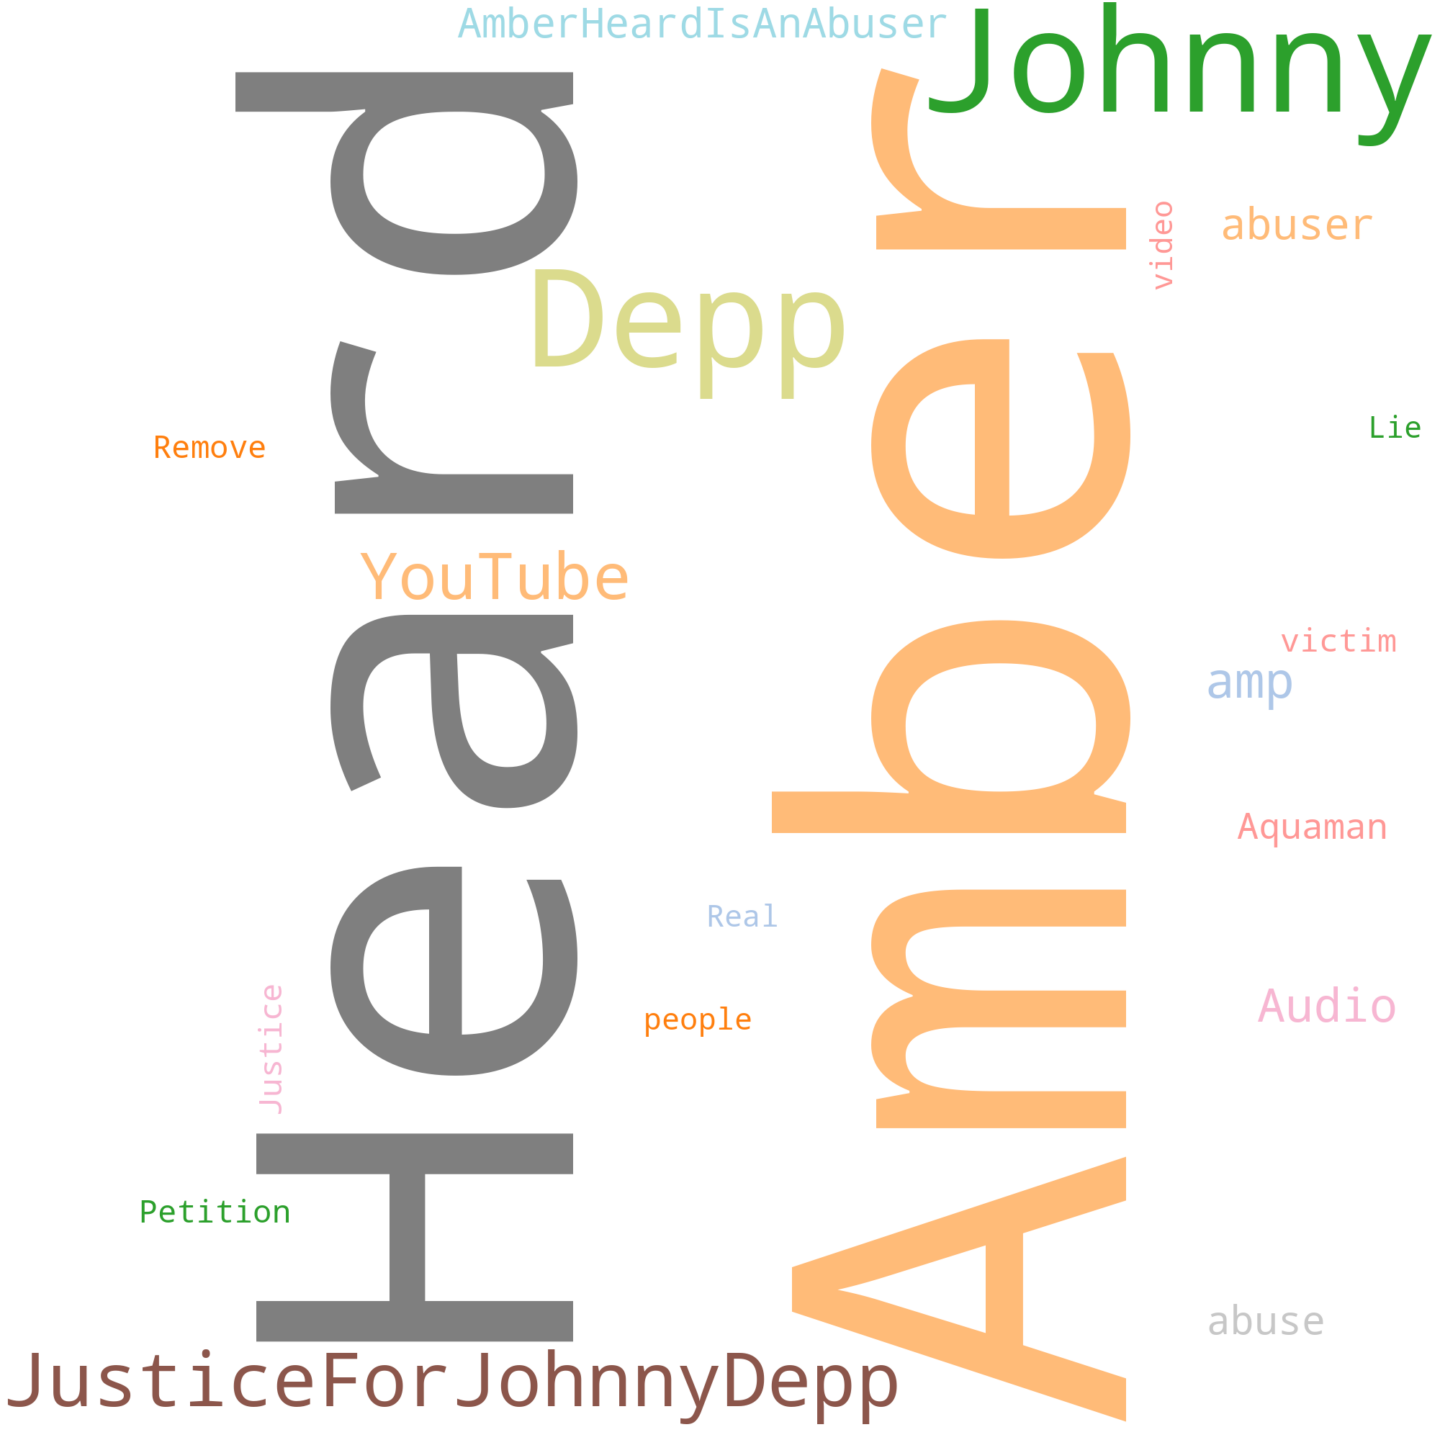 AmberHeardIsAnAbuser
Johnny
Heard
Amber
video
abuser
Depp
Remove
Lie
YouTube
victim
amp
Aquaman
Real
Justice
people
Audio
Petition
abuse
JusticeForJohnnyDepp